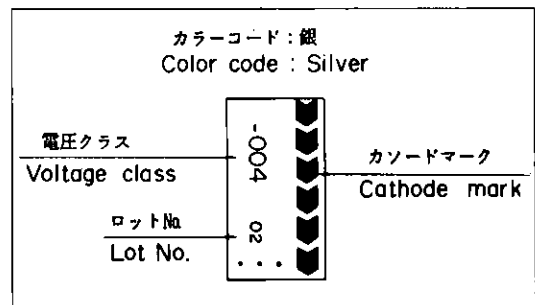 カラーコード : 銀
Color code : Silver
電圧クラス
Voltage class
-004
カソードマーク
Cathode mark
ロット№
Lot No.
02
...